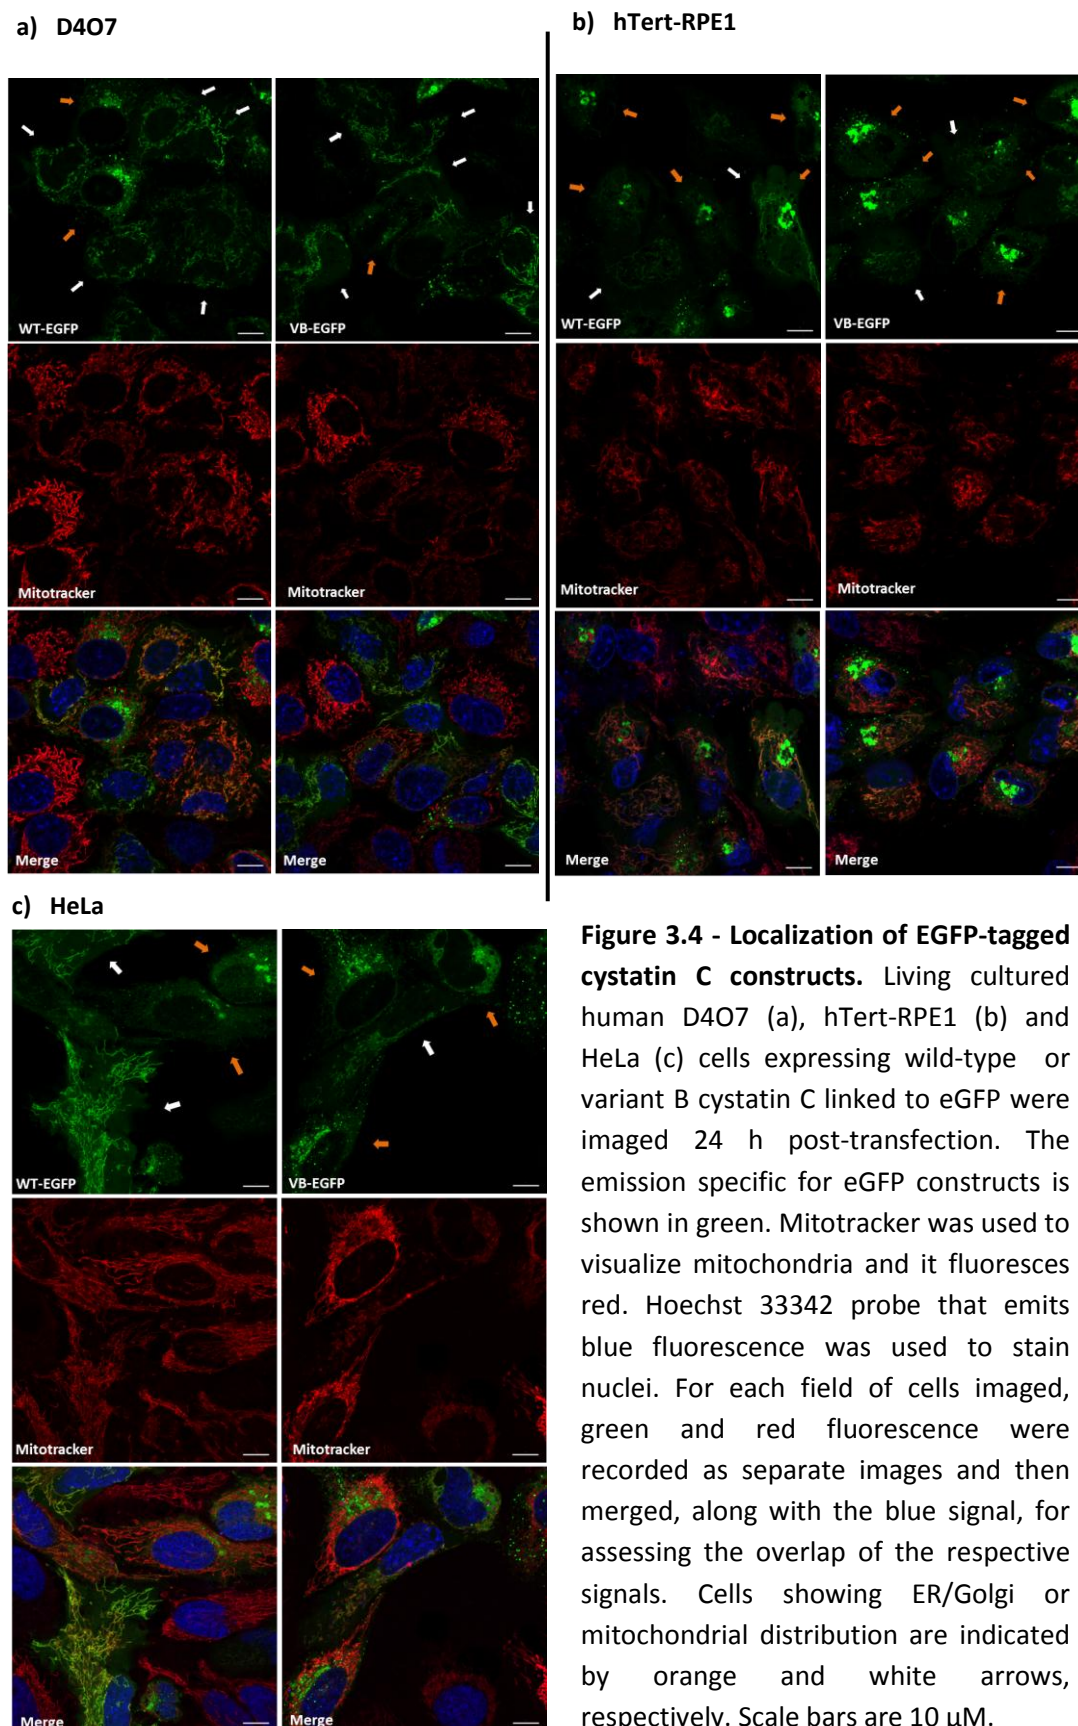 a) D4O7
b) hTert-RPE1
WT-EGFP
VB-EGFP
WT-EGFP
VB-EGFP
Mitotracker
Mitotracker
Mitotracker
Mitotracker
Merge
Merge
Merge
Merge
c) HeLa
WT-EGFP
VB-EGFP
Mitotracker
Mitotracker
Merge
Merge
Figure 3.4 - Localization of EGFP-tagged
cystatin C constructs. Living cultured
human D4O7 (a), hTert-RPE1 (b) and
HeLa (c) cells expressing wild-type or
variant B cystatin C linked to eGFP were
imaged 24 h post-transfection. The
emission specific for eGFP constructs is
shown in green. Mitotracker was used to
visualize mitochondria and it fluoresces
red. Hoechst 33342 probe that emits
blue fluorescence was used to stain
nuclei. For each field of cells imaged,
green and red fluorescence were
recorded as separate images and then
merged, along with the blue signal, for
assessing the overlap of the respective
signals. Cells showing ER/Golgi or
mitochondrial distribution are indicated
by orange and white arrows,
respectively. Scale bars are 10 uM.